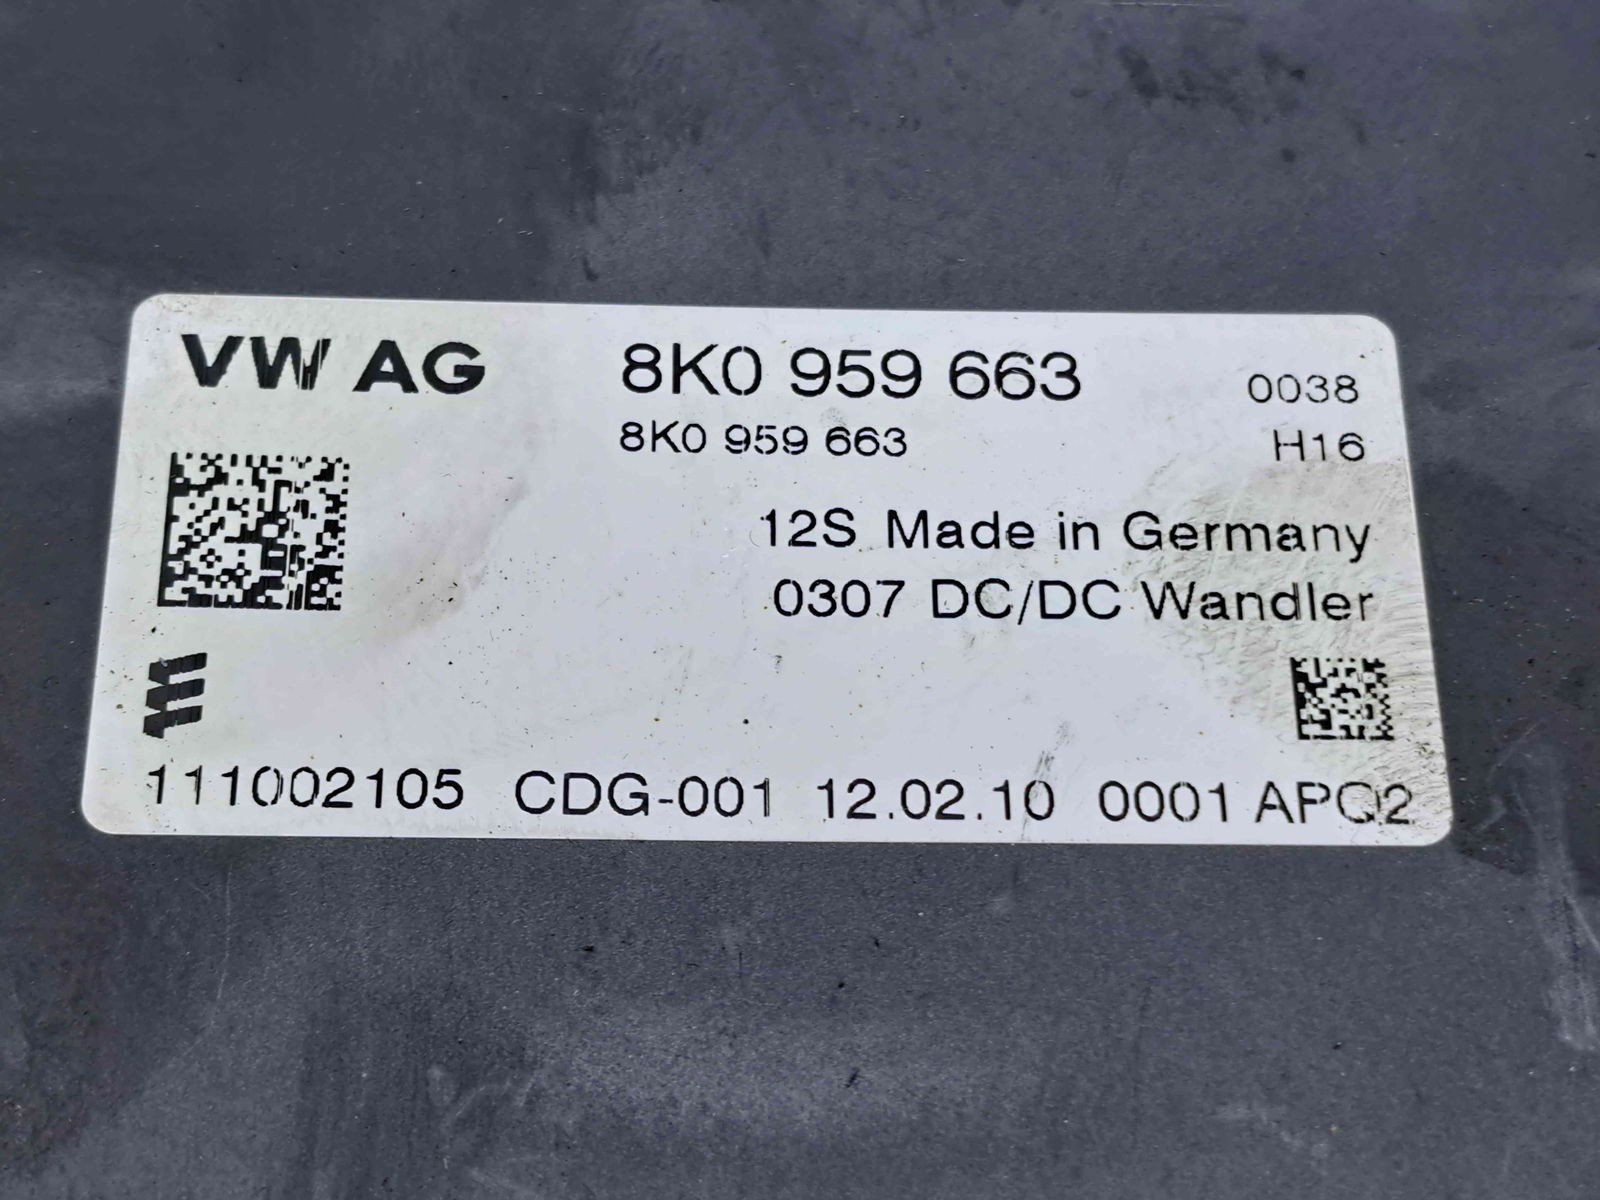 VW AG 8K0 959 663 0038
8K0 959 663 H16
12S Made in Germany
0307 DC/DC Wandler
111002105 CDG-001 12.02.10 0001